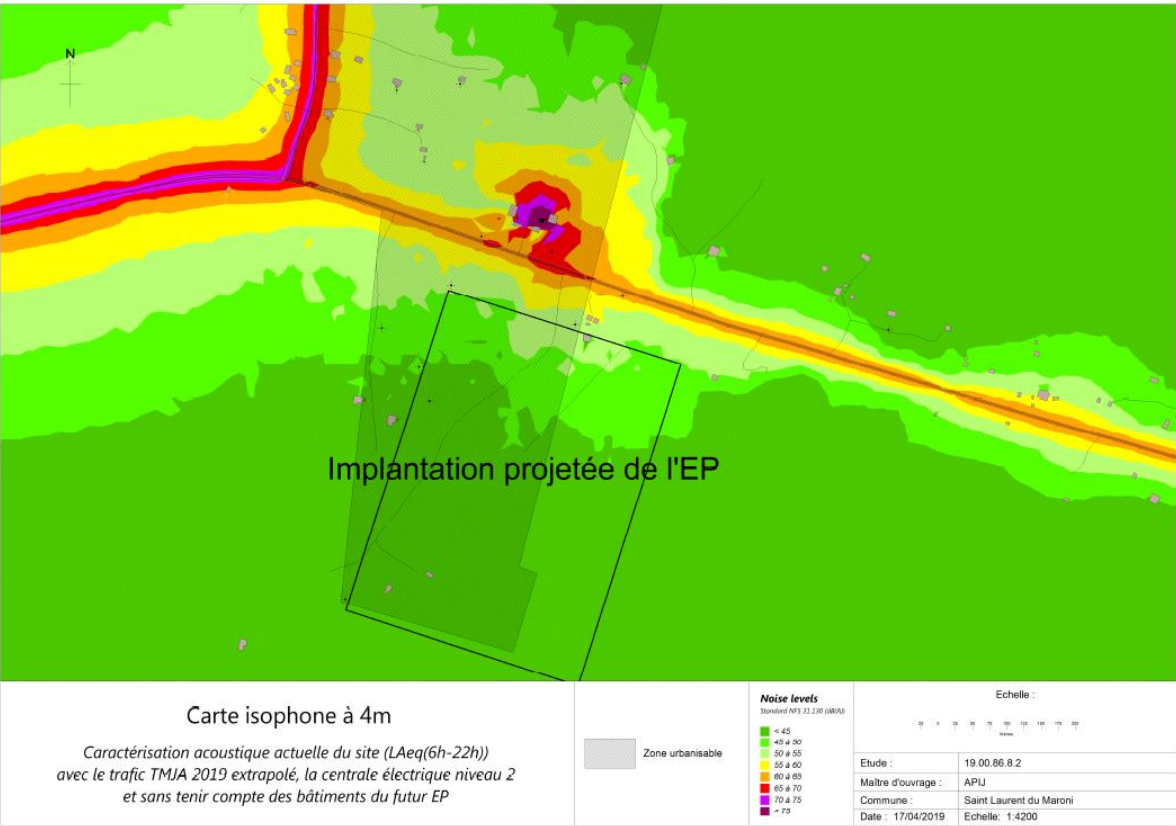 N
Implantation projetée de l'EP
Carte isophone à 4m
Caractérisation acoustique actuelle du site (LAeq(6h-22h))
avec le trafic TMJA 2019 extrapolé, la centrale électrique niveau 2
et sans tenir compte des bâtiments du futur EP
Zone urbanisable
Noise levels
Standard NFS 31.130 (dB(A))
< 45
45 à 50
50 à 55
55 à 60
60 à 65
65 à 70
70 à 75
> 75
Echelle :
Etude : 19.00.86.8.2
Maître d'ouvrage : APIJ
Commune : Saint Laurent du Maroni
Date : 17/04/2019 Echelle: 1:4200